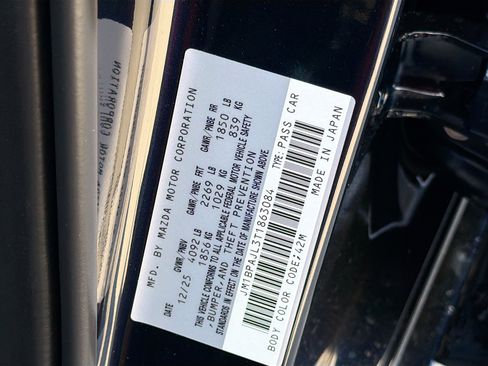 MFD. BY MAZDA MOTOR CORPORATION
12/25
GVWR/PNBV
4092 LB
1856 KG
GAWR/PNBE FRT
2269 LB
1029 KG
GAWR/PNBE RR
1850 LB
839 KG
THIS VEHICLE CONFORMS TO ALL APPLICABLE FEDERAL MOTOR VEHICLE SAFETY
, BUMPER, AND THEFT PREVENTION
STANDARDS IN EFFECT ON THE DATE OF MANUFACTURE SHOWN ABOVE.
JM1BPAJL3T1863084
TYPE: PASS CAR
BODY COLOR CODE: 42M
MADE IN JAPAN